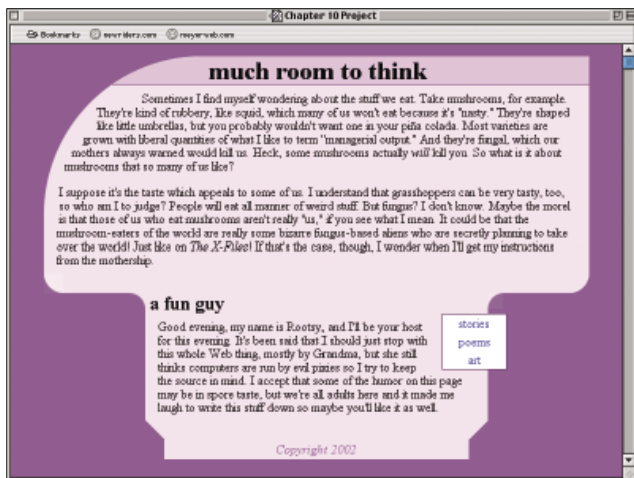 Chapter 10 Project
Bookmarks newriders.com meyerweb.com
much room to think
Sometimes I find myself wondering about the stuff we eat. Take mushrooms, for example.
They're kind of rubbery, like squid, which many of us won't eat because it's "nasty." They're shaped
like little umbrellas, but you probably wouldn't want one in your piña colada. Most varieties are
grown with liberal quantities of what I like to term "managerial output." And they're fungal, which our
mothers always warned would kill us. Heck, some mushrooms actually will kill you. So what is it about
mushrooms that so many of us like?
I suppose it's the taste which appeals to some of us. I understand that grasshoppers can be very tasty, too,
so who am I to judge? People will eat all manner of weird stuff. But fungus? I don't know. Maybe the morel
is that those of us who eat mushrooms aren't really "us," if you see what I mean. It could be that the
mushroom-eaters of the world are really some bizarre fungus-based aliens who are secretly planning to take
over the world! Just like on The X-Files! If that's the case, though, I wonder when I'll get my instructions
from the mothership.
a fun guy
Good evening, my name is Rootsy, and I'll be your host
for this evening. It's been said that I should just stop with
this whole Web thing, mostly by Grandma, but she still
thinks computers are run by evil pixies so I try to keep
the source in mind. I accept that some of the humor on this page
may be in spore taste, but we're all adults here and it made me
laugh to write this stuff down so maybe you'll like it as well.
stories
poems
art
Copyright 2002